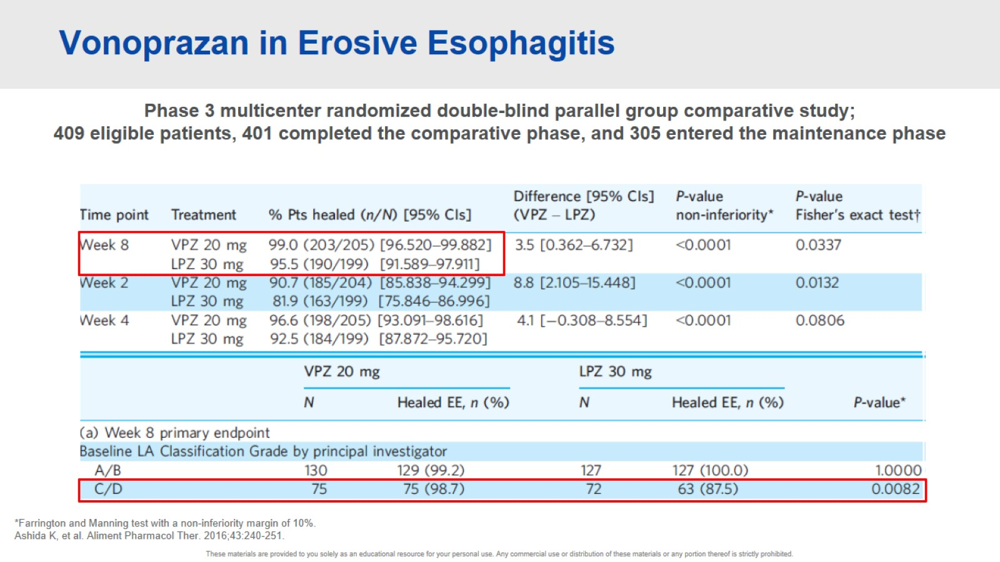 Vonoprazan in Erosive Esophagitis
Phase 3 multicenter randomized double-blind parallel group comparative study;
409 eligible patients, 401 completed the comparative phase, and 305 entered the maintenance phase
Time point Treatment % Pts healed (n/N) [95% CIs] Difference [95% CIs] (VPZ – LPZ) P-value non-inferiority* P-value Fisher's exact test†
Week 8 VPZ 20 mg 99.0 (203/205) [96.520–99.882] 3.5 [0.362–6.732] <0.0001 0.0337
LPZ 30 mg 95.5 (190/199) [91.589–97.911]
Week 2 VPZ 20 mg 90.7 (185/204) [85.838–94.299] 8.8 [2.105–15.448] <0.0001 0.0132
LPZ 30 mg 81.9 (163/199) [75.846–86.996]
Week 4 VPZ 20 mg 96.6 (198/205) [93.091–98.616] 4.1 [−0.308–8.554] <0.0001 0.0806
LPZ 30 mg 92.5 (184/199) [87.872–95.720]
VPZ 20 mg LPZ 30 mg
N Healed EE, n (%) N Healed EE, n (%) P-value*
(a) Week 8 primary endpoint
Baseline LA Classification Grade by principal investigator
A/B 130 129 (99.2) 127 127 (100.0) 1.0000
C/D 75 75 (98.7) 72 63 (87.5) 0.0082
*Farrington and Manning test with a non-inferiority margin of 10%.
Ashida K, et al. Aliment Pharmacol Ther. 2016;43:240-251.
These materials are provided to you solely as an educational resource for your personal use. Any commercial use or distribution of these materials or any portion thereof is strictly prohibited.